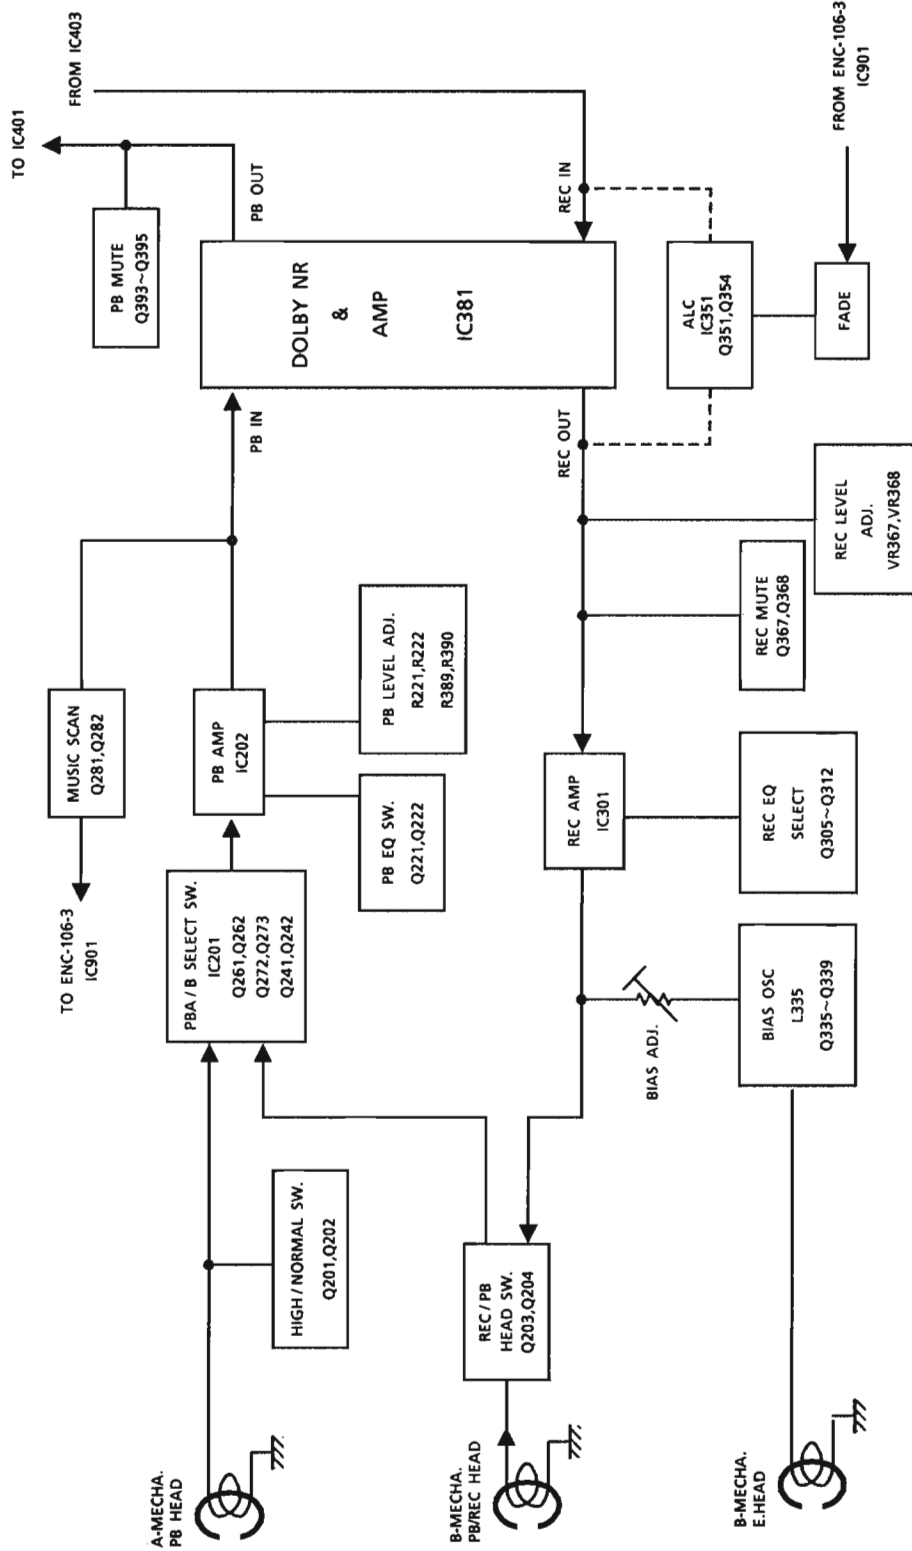 A-MECHA.
PB HEAD
HIGH/NORMAL SW.
Q201,Q202
TO ENC-106-3
IC901
MUSIC SCAN
Q281,Q282
PBA/B SELECT SW.
IC201
Q261,Q262
Q272,Q273
Q241,Q242
PB AMP
IC202
PB EQ SW.
Q221,Q222
PB LEVEL ADJ.
R221,R222
R389,R390
PB IN
PB MUTE
Q393~Q395
TO IC401
FROM IC403
PB OUT
DOLBY NR
&
AMP
IC381
REC IN
REC OUT
B-MECHA.
PB/REC HEAD
REC/PB
HEAD SW.
Q203,Q204
REC AMP
IC301
BIAS ADJ.
ALC
IC351
Q351,Q354
FADE
FROM ENC-106-3
IC901
B-MECHA.
E.HEAD
BIAS OSC
L335
Q335~Q339
REC EQ
SELECT
Q305~Q312
REC MUTE
Q367,Q368
REC LEVEL
ADJ.
VR367,VR368